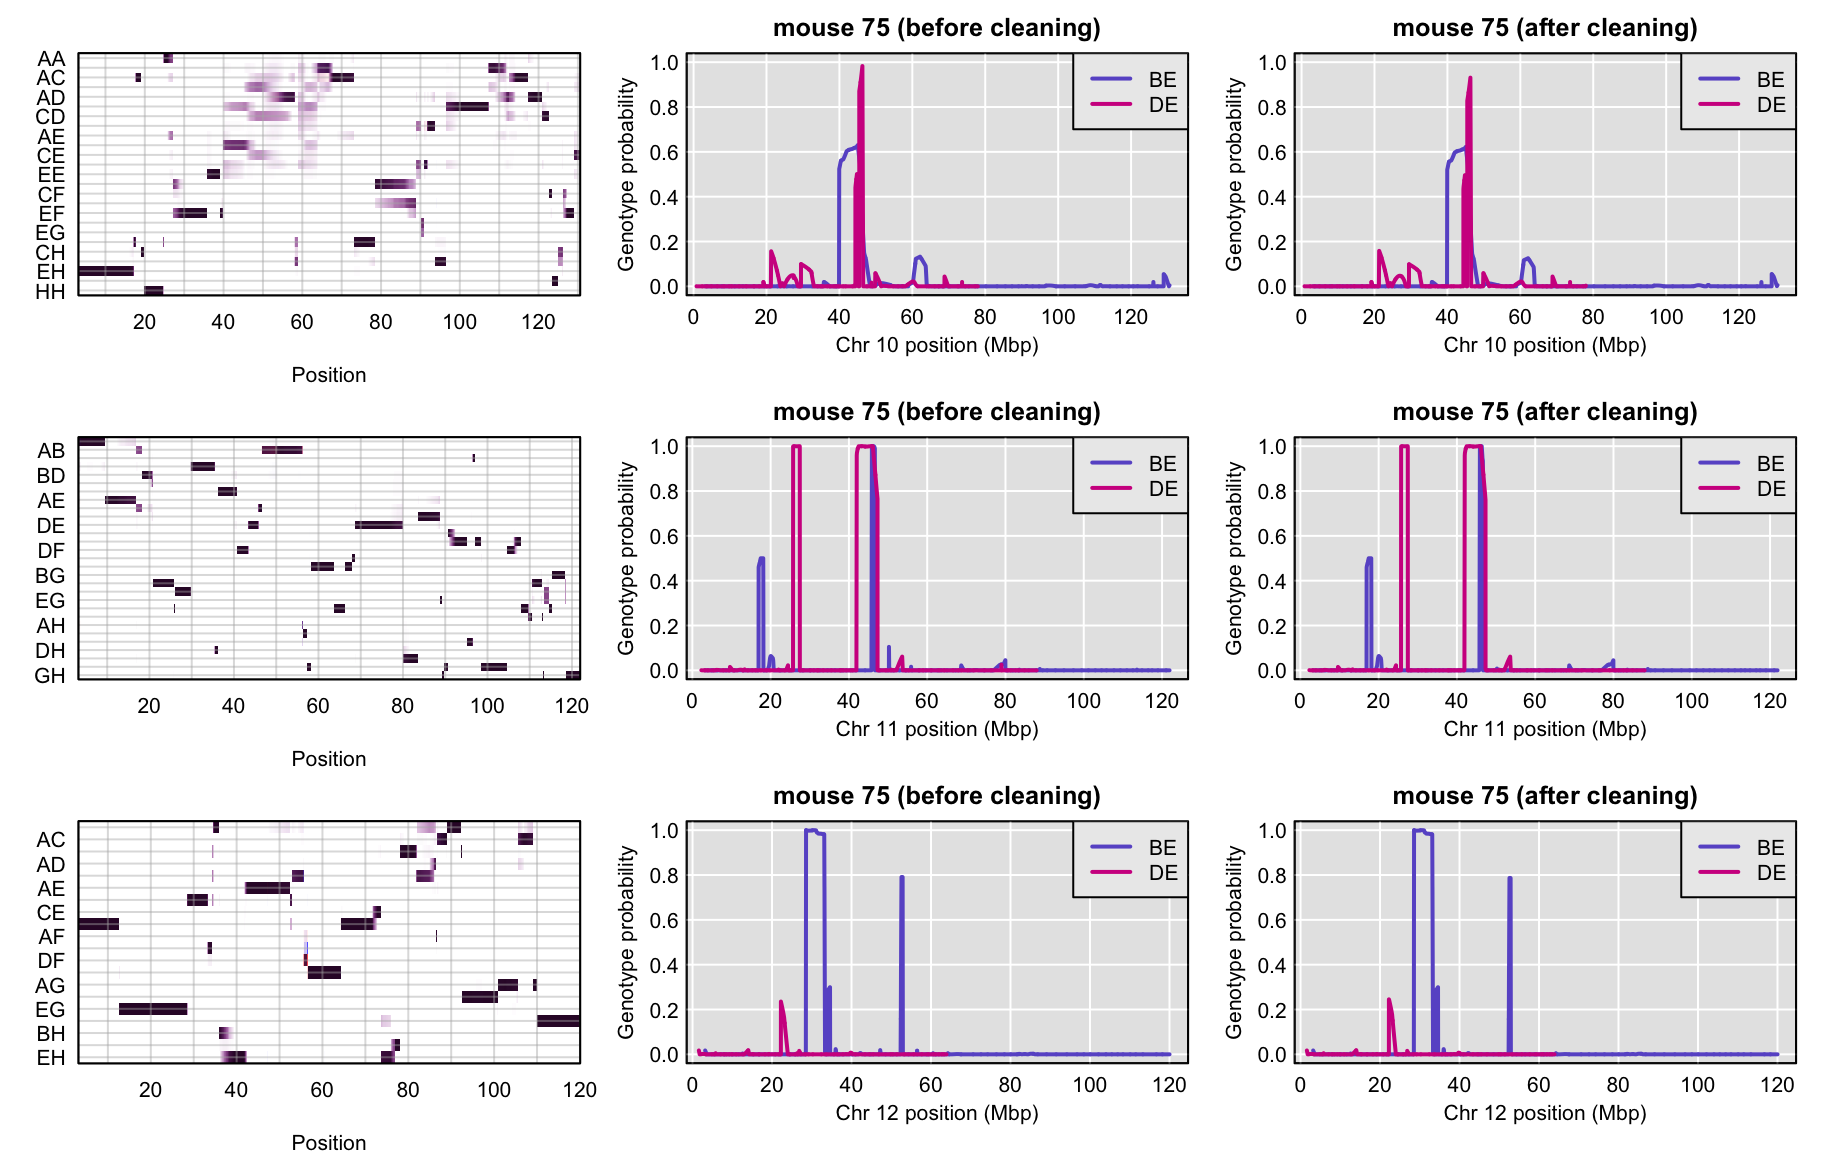 mouse 75 (before cleaning)
mouse 75 (after cleaning)
AA
AC
AD
CD
AE
CE
EE
CF
EF
EG
CH
EH
HH
20 40 60 80 100 120
Position
Genotype probability
1.0
0.8
0.6
0.4
0.2
0.0
BE
DE
0 20 40 60 80 100 120
Chr 10 position (Mbp)
Genotype probability
1.0
0.8
0.6
0.4
0.2
0.0
BE
DE
0 20 40 60 80 100 120
Chr 10 position (Mbp)
mouse 75 (before cleaning)
mouse 75 (after cleaning)
AB
BD
AE
DE
DF
BG
EG
AH
DH
GH
20 40 60 80 100 120
Position
Genotype probability
1.0
0.8
0.6
0.4
0.2
0.0
BE
DE
0 20 40 60 80 100 120
Chr 11 position (Mbp)
Genotype probability
1.0
0.8
0.6
0.4
0.2
0.0
BE
DE
0 20 40 60 80 100 120
Chr 11 position (Mbp)
mouse 75 (before cleaning)
mouse 75 (after cleaning)
AC
AD
AE
CE
AF
DF
AG
EG
BH
EH
20 40 60 80 100 120
Position
Genotype probability
1.0
0.8
0.6
0.4
0.2
0.0
BE
DE
0 20 40 60 80 100 120
Chr 12 position (Mbp)
Genotype probability
1.0
0.8
0.6
0.4
0.2
0.0
BE
DE
0 20 40 60 80 100 120
Chr 12 position (Mbp)